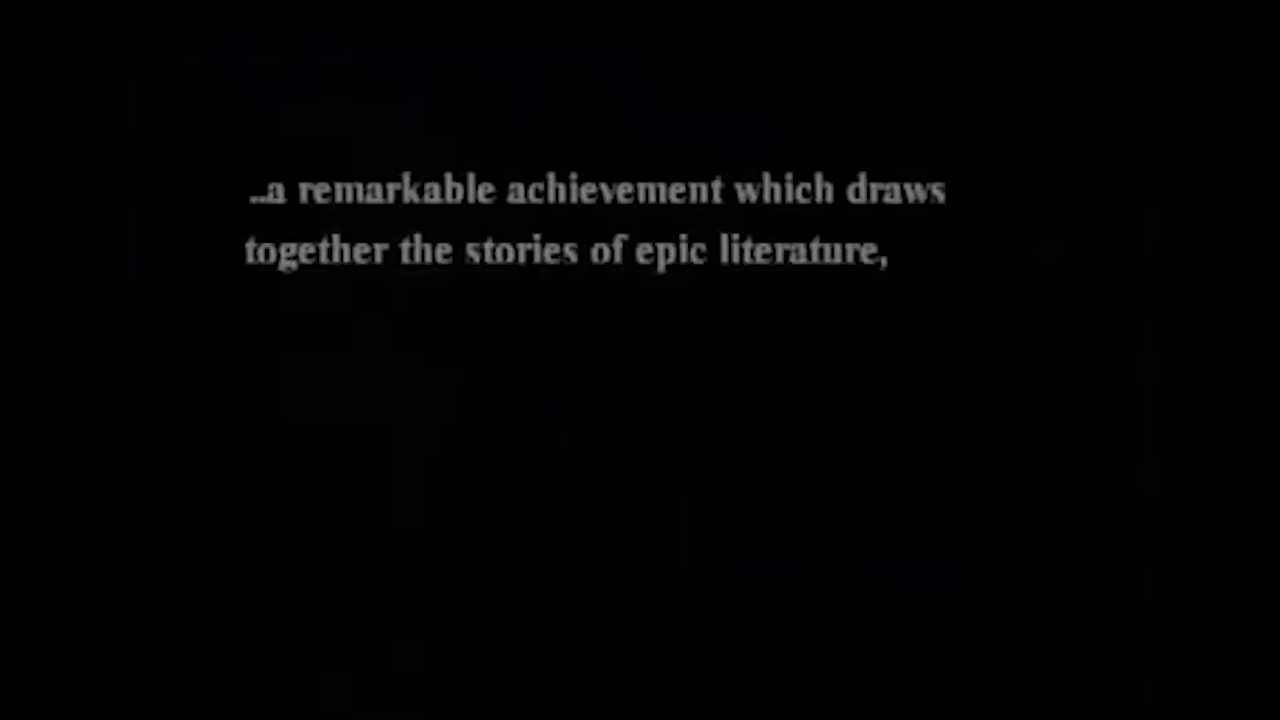 ..a remarkable achievement which draws
together the stories of epic literature,